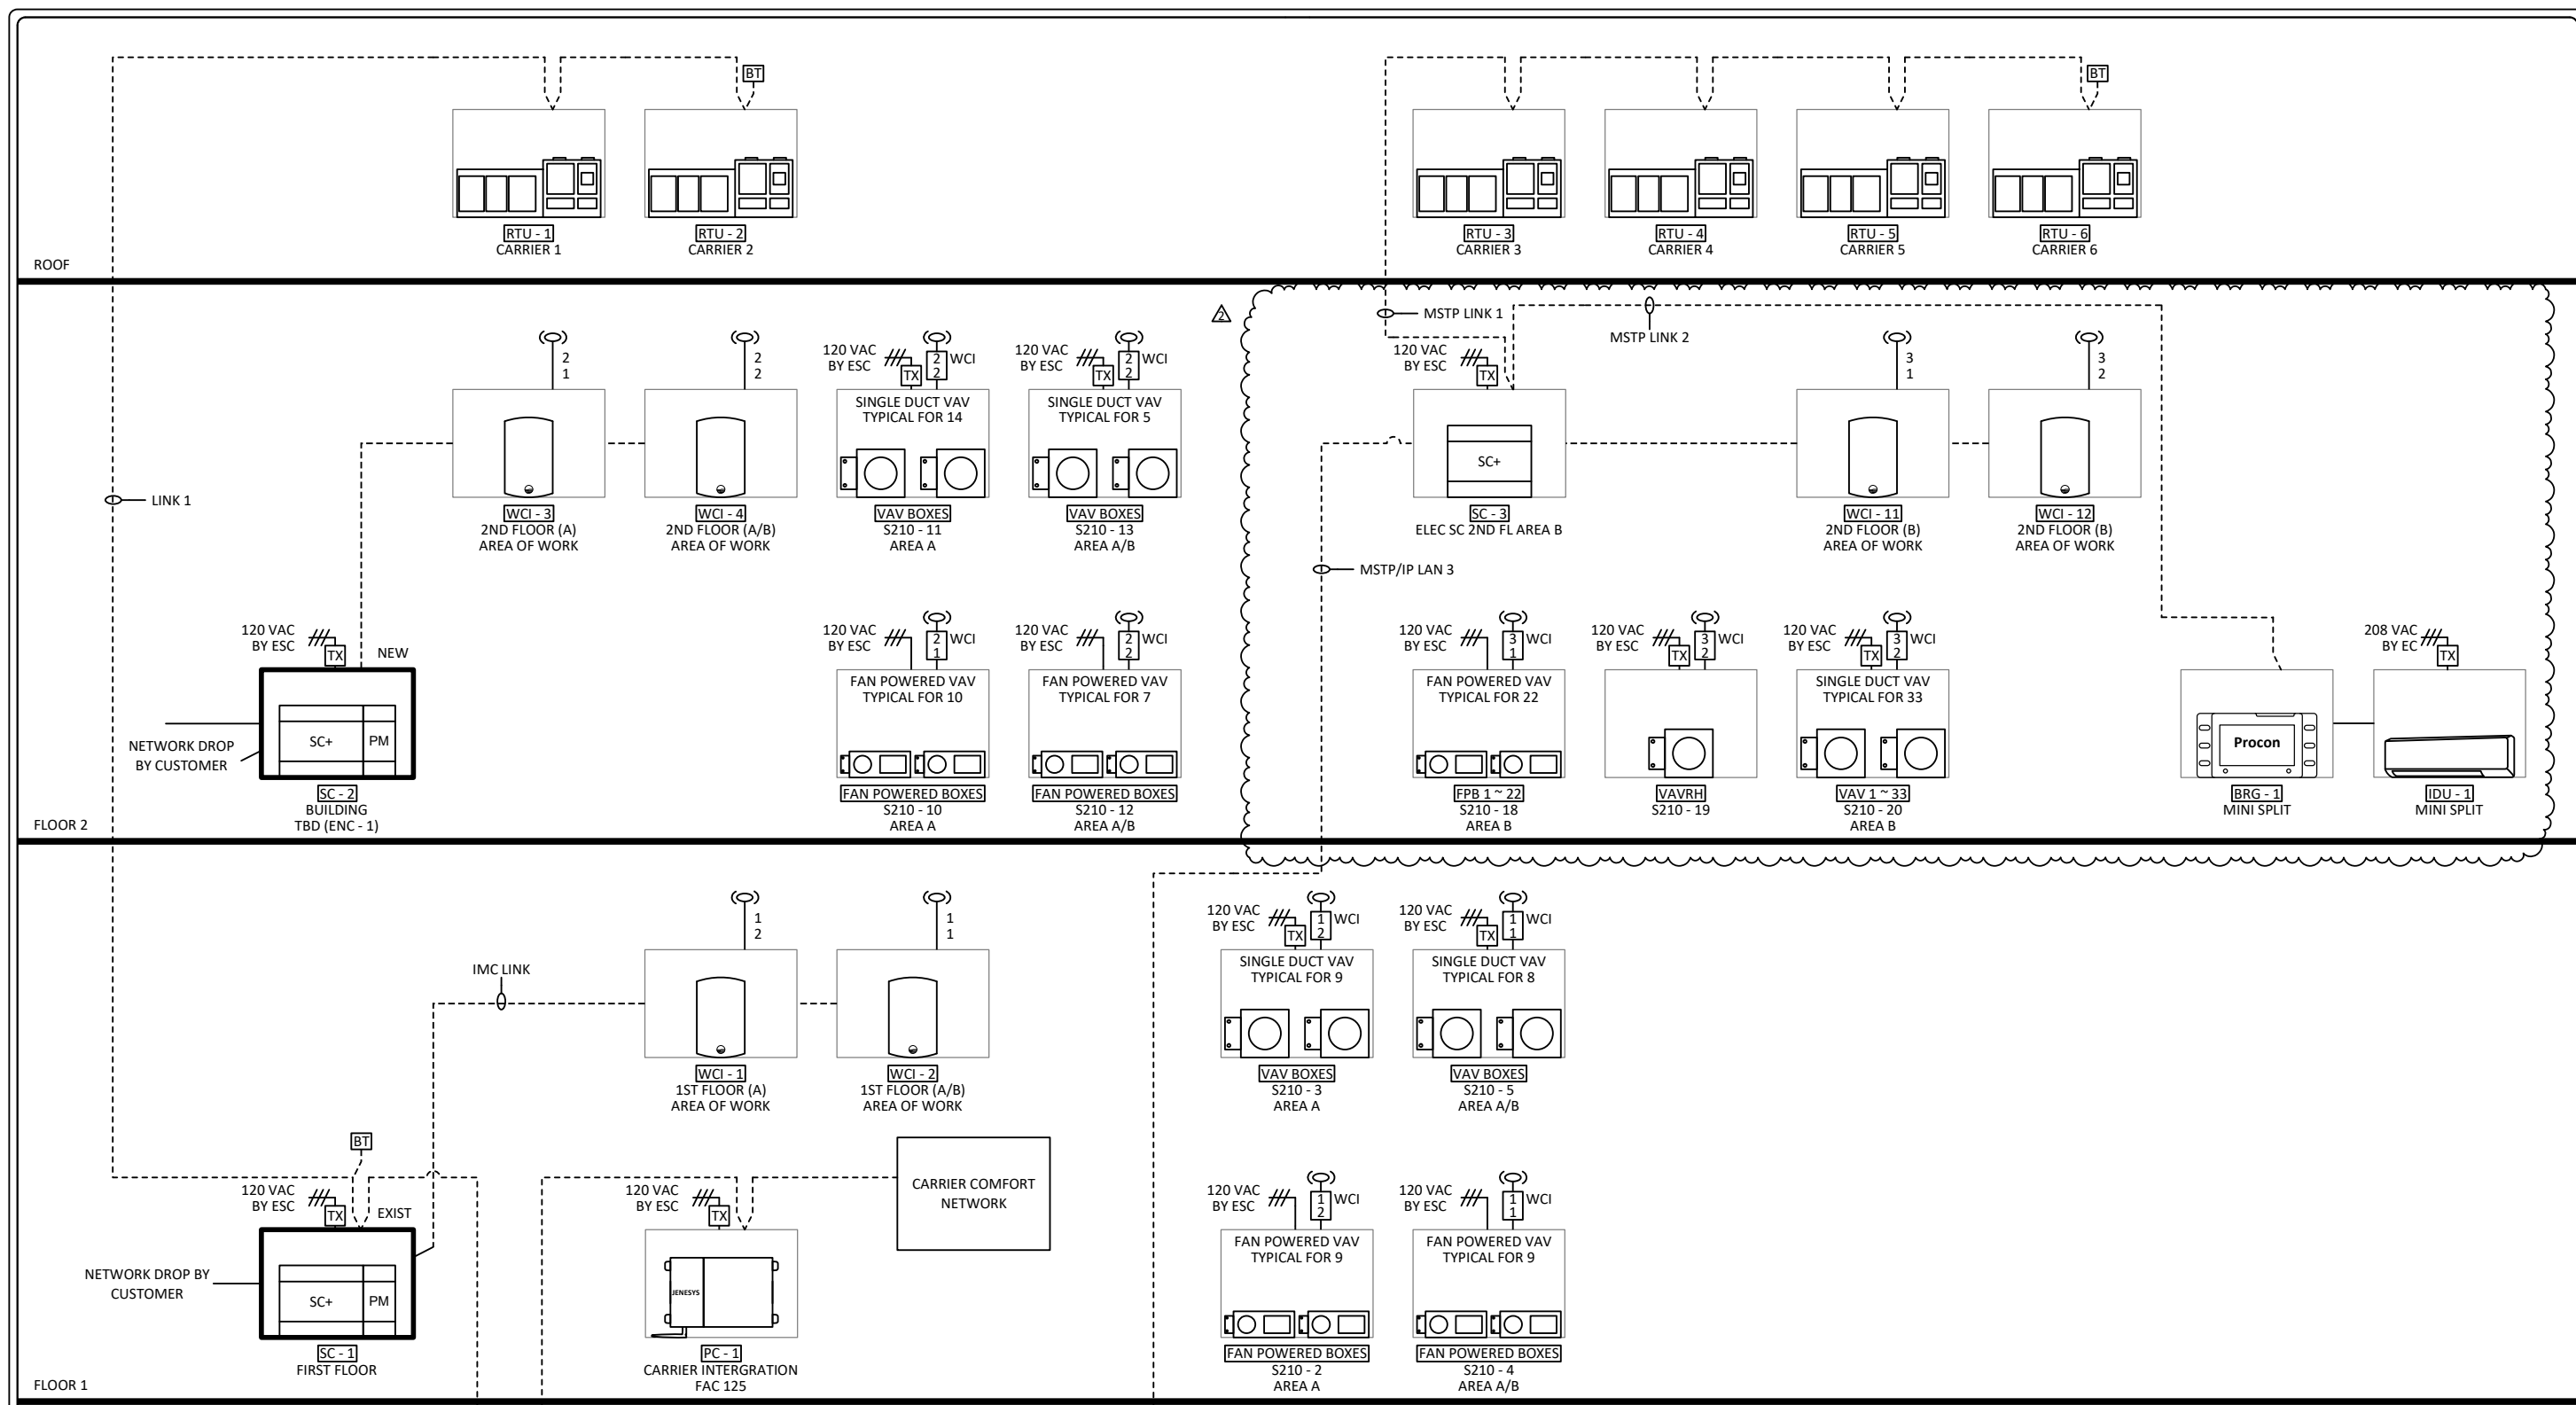 BT
BT
RTU - 1
CARRIER 1
RTU - 2
CARRIER 2
RTU - 3
CARRIER 3
RTU - 4
CARRIER 4
RTU - 5
CARRIER 5
RTU - 6
CARRIER 6
ROOF
2
MSTP LINK 1
MSTP LINK 2
LINK 1
2
1
WCI - 3
2ND FLOOR (A)
AREA OF WORK
2
2
WCI - 4
2ND FLOOR (A/B)
AREA OF WORK
120 VAC
BY ESC
TX
2
2
WCI
SINGLE DUCT VAV
TYPICAL FOR 14
VAV BOXES
S210 - 11
AREA A
120 VAC
BY ESC
TX
2
2
WCI
SINGLE DUCT VAV
TYPICAL FOR 5
VAV BOXES
S210 - 13
AREA A/B
120 VAC
BY ESC
TX
SC+
SC - 3
ELEC SC 2ND FL AREA B
3
1
WCI - 11
2ND FLOOR (B)
AREA OF WORK
3
2
WCI - 12
2ND FLOOR (B)
AREA OF WORK
MSTP/IP LAN 3
120 VAC
BY ESC
TX
NEW
SC+
PM
NETWORK DROP
BY CUSTOMER
SC - 2
BUILDING
TBD (ENC - 1)
120 VAC
BY ESC
2
1
WCI
FAN POWERED VAV
TYPICAL FOR 10
FAN POWERED BOXES
S210 - 10
AREA A
120 VAC
BY ESC
2
2
WCI
FAN POWERED VAV
TYPICAL FOR 7
FAN POWERED BOXES
S210 - 12
AREA A/B
120 VAC
BY ESC
3
1
WCI
FAN POWERED VAV
TYPICAL FOR 22
FPB 1 ~ 22
S210 - 18
AREA B
120 VAC
BY ESC
TX
3
2
WCI
VAVRH
S210 - 19
120 VAC
BY ESC
TX
3
2
WCI
SINGLE DUCT VAV
TYPICAL FOR 33
VAV 1 ~ 33
S210 - 20
AREA B
Procon
BRG - 1
MINI SPLIT
208 VAC
BY EC
TX
IDU - 1
MINI SPLIT
FLOOR 2
IMC LINK
1
2
WCI - 1
1ST FLOOR (A)
AREA OF WORK
1
1
WCI - 2
1ST FLOOR (A/B)
AREA OF WORK
120 VAC
BY ESC
TX
1
2
WCI
SINGLE DUCT VAV
TYPICAL FOR 9
VAV BOXES
S210 - 3
AREA A
120 VAC
BY ESC
TX
1
1
WCI
SINGLE DUCT VAV
TYPICAL FOR 8
VAV BOXES
S210 - 5
AREA A/B
BT
120 VAC
BY ESC
TX
EXIST
NETWORK DROP BY
CUSTOMER
SC+
PM
SC - 1
FIRST FLOOR
120 VAC
BY ESC
TX
JENESYS
PC - 1
CARRIER INTERGRATION
FAC 125
CARRIER COMFORT
NETWORK
120 VAC
BY ESC
1
2
WCI
FAN POWERED VAV
TYPICAL FOR 9
FAN POWERED BOXES
S210 - 2
AREA A
120 VAC
BY ESC
1
1
WCI
FAN POWERED VAV
TYPICAL FOR 9
FAN POWERED BOXES
S210 - 4
AREA A/B
FLOOR 1